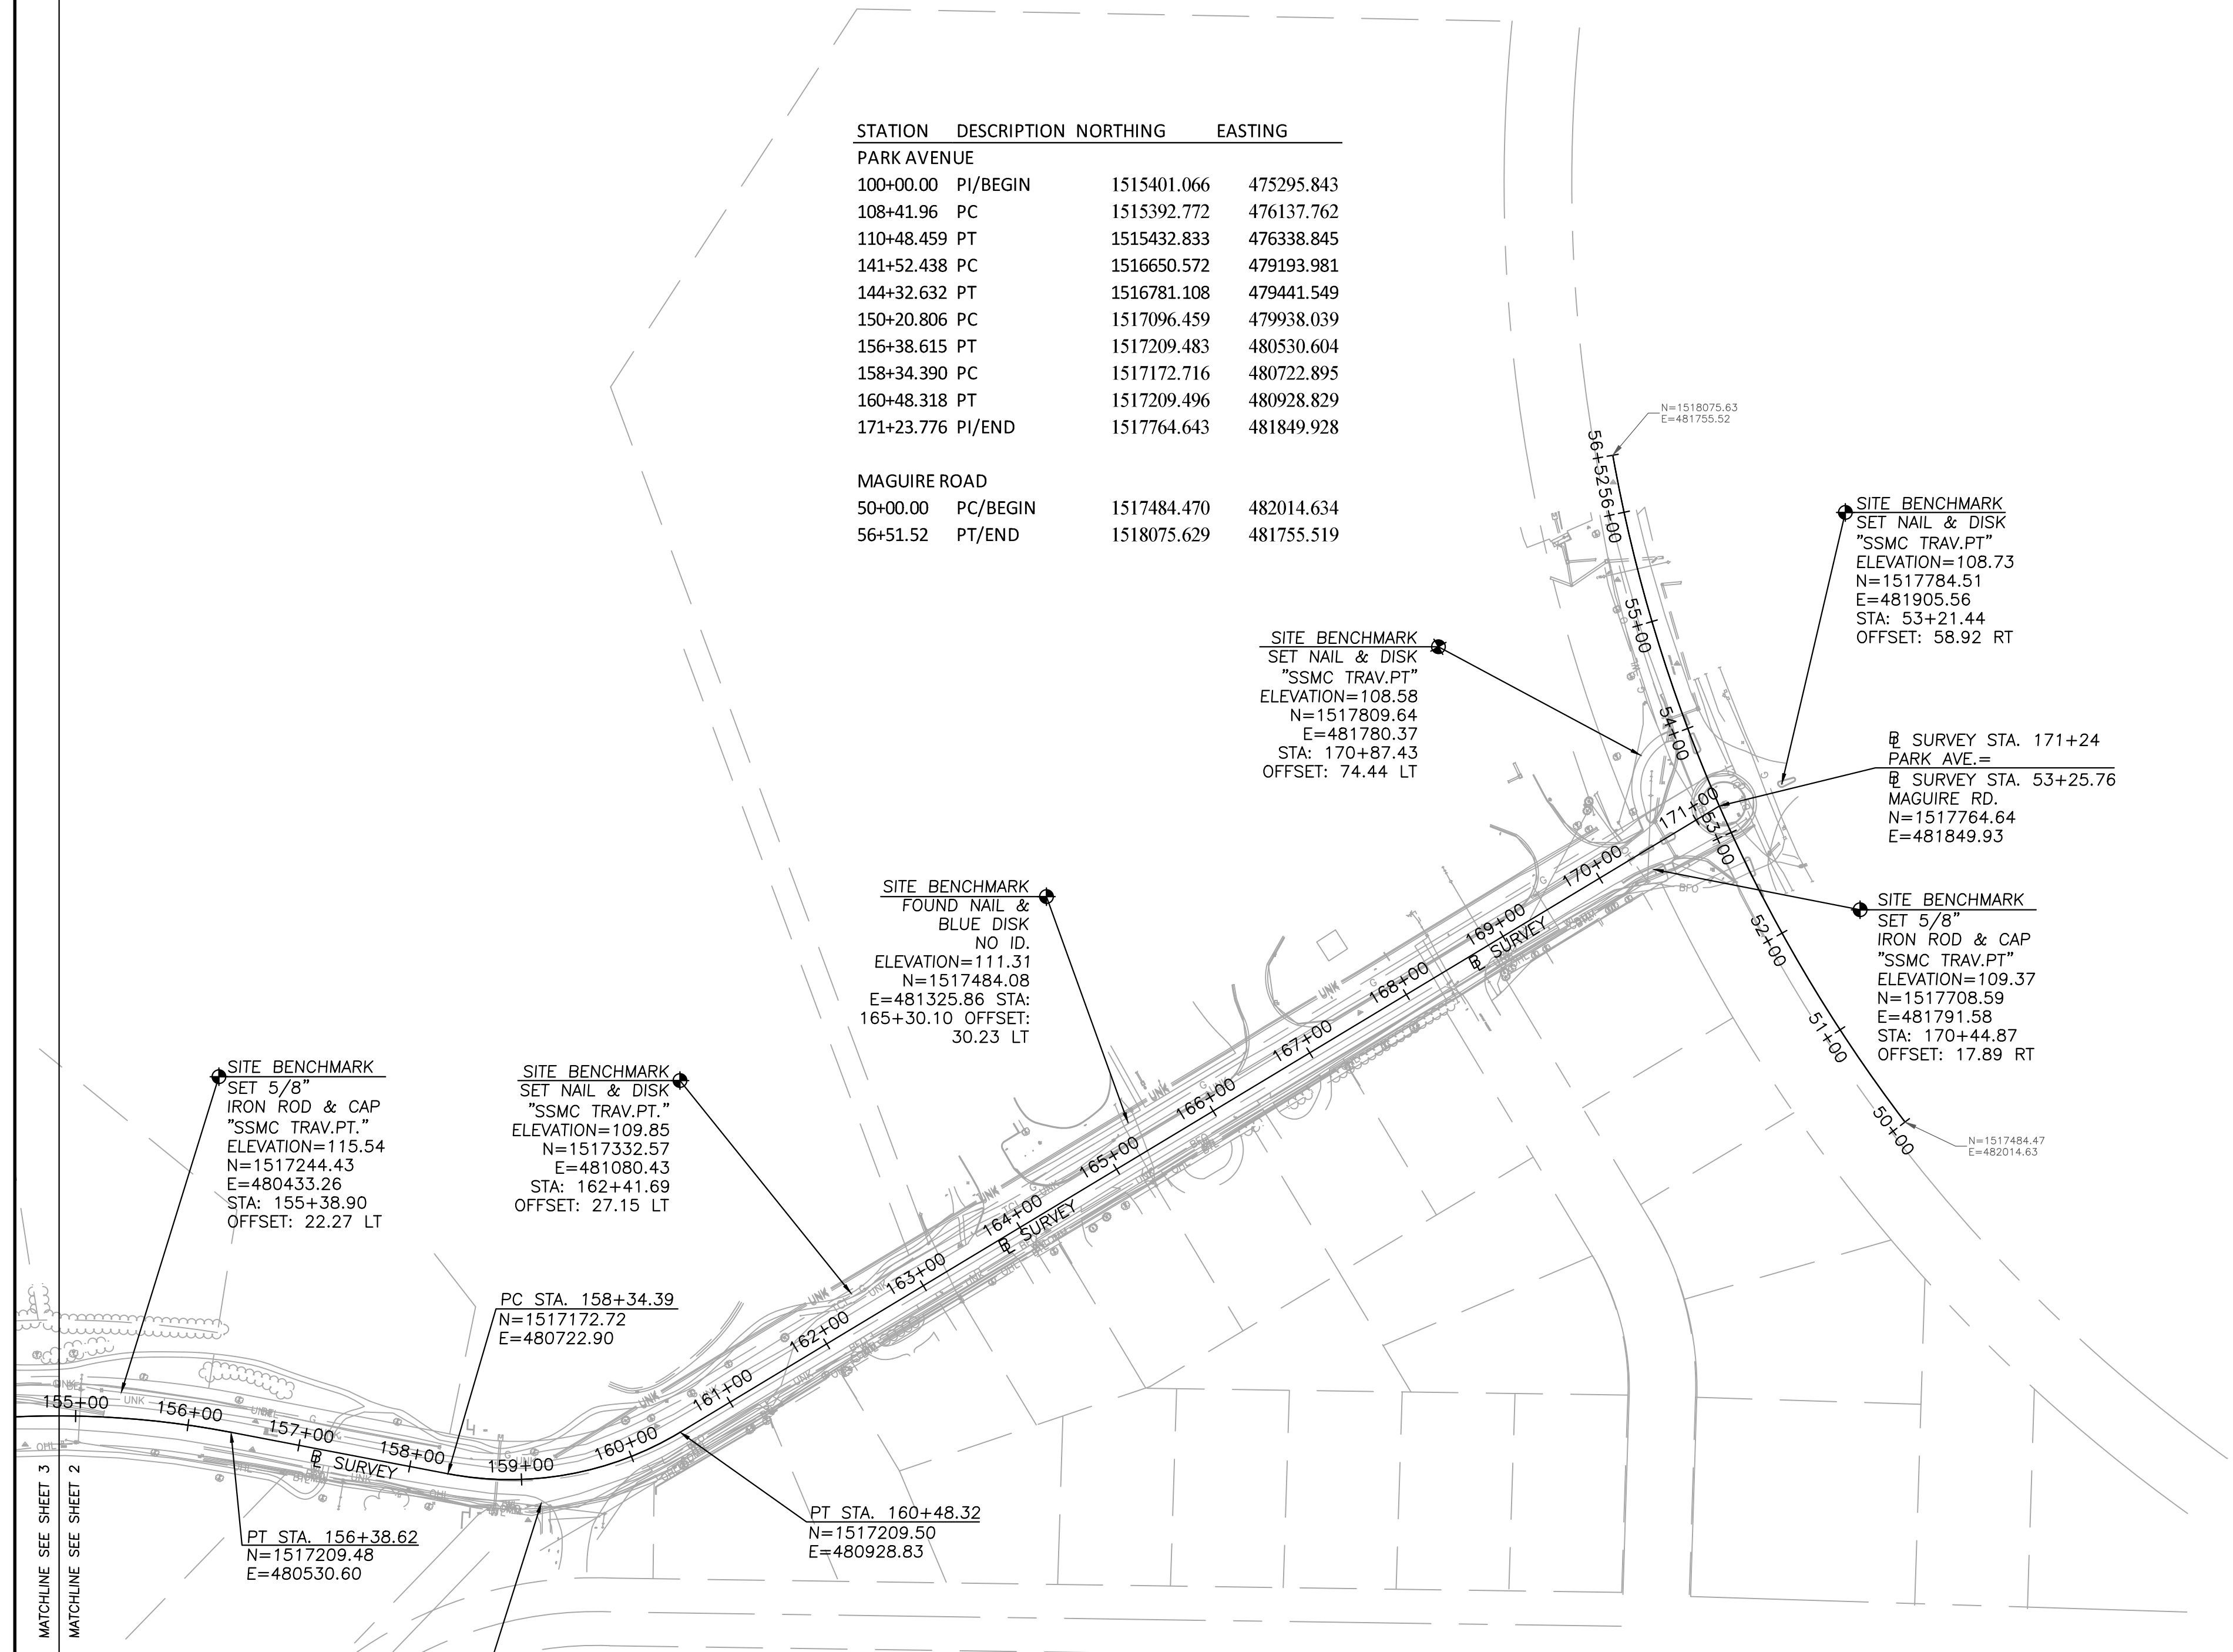 STATION DESCRIPTION NORTHING EASTING
PARK AVENUE
100+00.00 PI/BEGIN 1515401.066 475295.843
108+41.96 PC 1515392.772 476137.762
110+48.459 PT 1515432.833 476338.845
141+52.438 PC 1516650.572 479193.981
144+32.632 PT 1516781.108 479441.549
150+20.806 PC 1517096.459 479938.039
156+38.615 PT 1517209.483 480530.604
158+34.390 PC 1517172.716 480722.895
160+48.318 PT 1517209.496 480928.829
171+23.776 PI/END 1517764.643 481849.928
MAGUIRE ROAD
50+00.00 PC/BEGIN 1517484.470 482014.634
56+51.52 PT/END 1518075.629 481755.519
N=1518075.63
E=481755.52
56+52
56+00
55+00
54+00
53+00
52+00
51+00
50+00
SITE BENCHMARK
SET NAIL & DISK
"SSMC TRAV.PT"
ELEVATION=108.73
N=1517784.51
E=481905.56
STA: 53+21.44
OFFSET: 58.92 RT
SITE BENCHMARK
SET NAIL & DISK
"SSMC TRAV.PT"
ELEVATION=108.58
N=1517809.64
E=481780.37
STA: 170+87.43
OFFSET: 74.44 LT
BL SURVEY STA. 171+24
PARK AVE.=
BL SURVEY STA. 53+25.76
MAGUIRE RD.
N=1517764.64
E=481849.93
SITE BENCHMARK
FOUND NAIL &
BLUE DISK
NO ID.
ELEVATION=111.31
N=1517484.08
E=481325.86 STA:
165+30.10 OFFSET:
30.23 LT
SITE BENCHMARK
SET 5/8"
IRON ROD & CAP
"SSMC TRAV.PT"
ELEVATION=109.37
N=1517708.59
E=481791.58
STA: 170+44.87
OFFSET: 17.89 RT
N=1517484.47
E=482014.63
SITE BENCHMARK
SET 5/8"
IRON ROD & CAP
"SSMC TRAV.PT."
ELEVATION=115.54
N=1517244.43
E=480433.26
STA: 155+38.90
OFFSET: 22.27 LT
SITE BENCHMARK
SET NAIL & DISK
"SSMC TRAV.PT."
ELEVATION=109.85
N=1517332.57
E=481080.43
STA: 162+41.69
OFFSET: 27.15 LT
PC STA. 158+34.39
N=1517172.72
E=480722.90
155+00
156+00
157+00
158+00
159+00
160+00
161+00
162+00
163+00
164+00
165+00
166+00
167+00
168+00
169+00
170+00
171+00
BL SURVEY
BL SURVEY
BL SURVEY
UNK
UNK
UNK
UNK
UNK
UNK
G
G
BFO
OHL
PT STA. 156+38.62
N=1517209.48
E=480530.60
PT STA. 160+48.32
N=1517209.50
E=480928.83
MATCHLINE SEE SHEET 3
MATCHLINE SEE SHEET 2